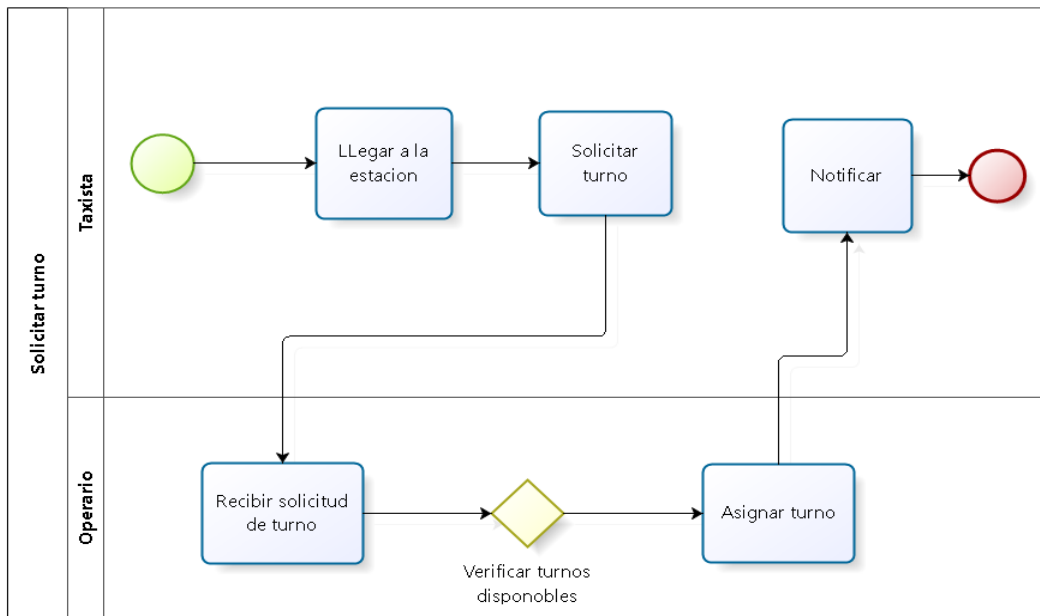 Solicitar turno
Taxista
LLegar a la
estacion
Solicitar
turno
Notificar
Operario
Recibir solicitud
de turno
Verificar turnos
disponobles
Asignar turno